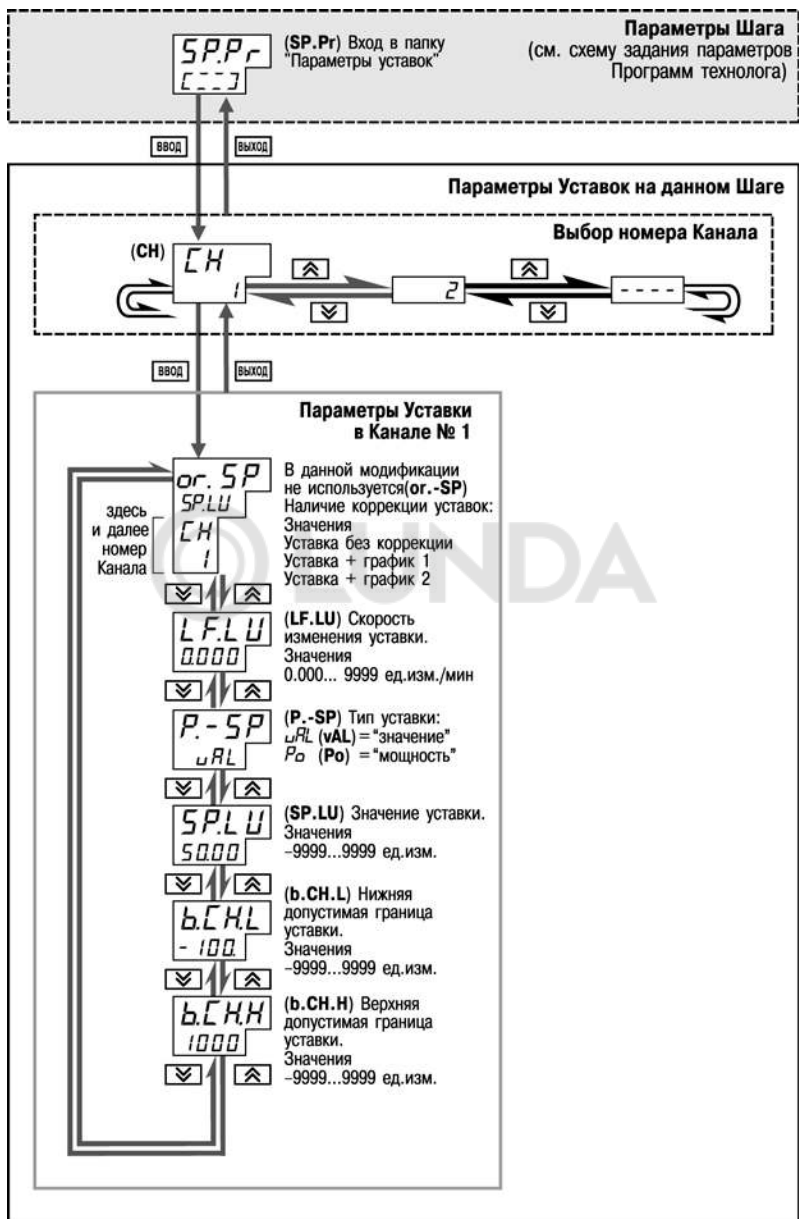 Параметры Шага
(см. схему задания параметров
Программ технолога)
SP.Pr
[---]
(SP.Pr) Вход в папку
"Параметры уставок"
ВВОД
ВЫХОД
Параметры Уставок на данном Шаге
Выбор номера Канала
(CH)
CH
1
2
----
ВВОД
ВЫХОД
Параметры Уставки
в Канале № 1
or. SP
SP.LU
CH
1
здесь
и далее
номер
Канала
В данной модификации
не используется(or.-SP)
Наличие коррекции уставок:
Значения
Уставка без коррекции
Уставка + график 1
Уставка + график 2
LUNDA
LF.LU
0.000
(LF.LU) Скорость
изменения уставки.
Значения
0.000... 9999 ед.изм./мин
P.-SP
vAL
(P.-SP) Тип уставки:
vAL (vAL) = "значение"
Po (Po) = "мощность"
SP.LU
50.00
(SP.LU) Значение уставки.
Значения
–9999...9999 ед.изм.
b.CH.L
-100.
(b.CH.L) Нижняя
допустимая граница
уставки.
Значения
–9999...9999 ед.изм.
b.CH.H
1000
(b.CH.H) Верхняя
допустимая граница
уставки.
Значения
–9999...9999 ед.изм.